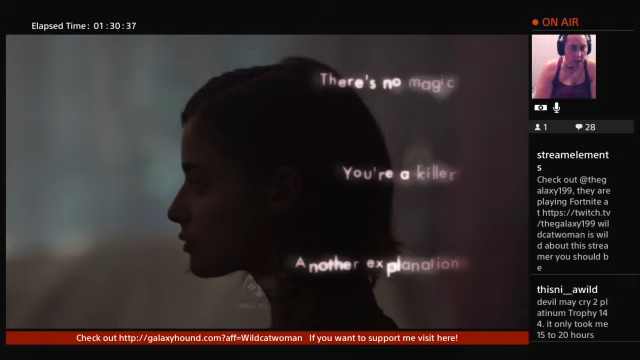 Elapsed Time: 01:30:37
ON AIR
There's no magic
You're a killer
Another explanation
1
28
streamelement
s
Check out @theg
alaxy199, they are
playing Fortnite a
t https://twitch.tv
/thegalaxy199 wil
dcatwoman is wil
d about this strea
mer you should b
e
thisni__awild
devil may cry 2 pl
atinum Trophy 14
4. it only took me
15 to 20 hours
Check out http://galaxyhound.com?aff=Wildcatwoman If you want to support me visit here!